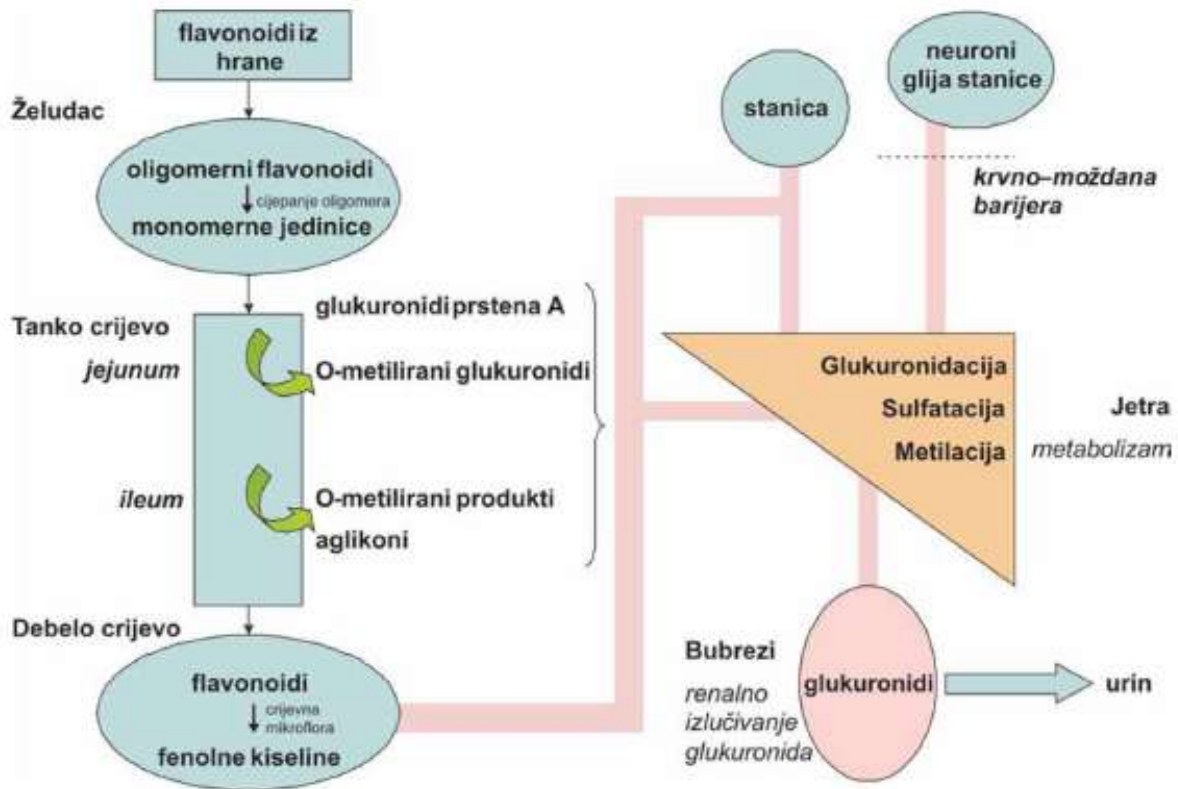 flavonoidi iz
hrane
Želudac
oligomerni flavonoidi
cijepanje oligomera
monomerne jedinice
Tanko crijevo
jejunum
ileum
glukuronidi prstena A
O-metilirani glukuronidi
O-metilirani produkti
aglikoni
Debelo crijevo
flavonoidi
crijevna
mikroflora
fenolne kiseline
stanica
neuroni
glija stanice
krvno–moždana
barijera
Glukuronidacija
Sulfatacija
Metilacija
Jetra
metabolizam
Bubrezi
renalno
izlučivanje
glukuronida
glukuronidi
urin